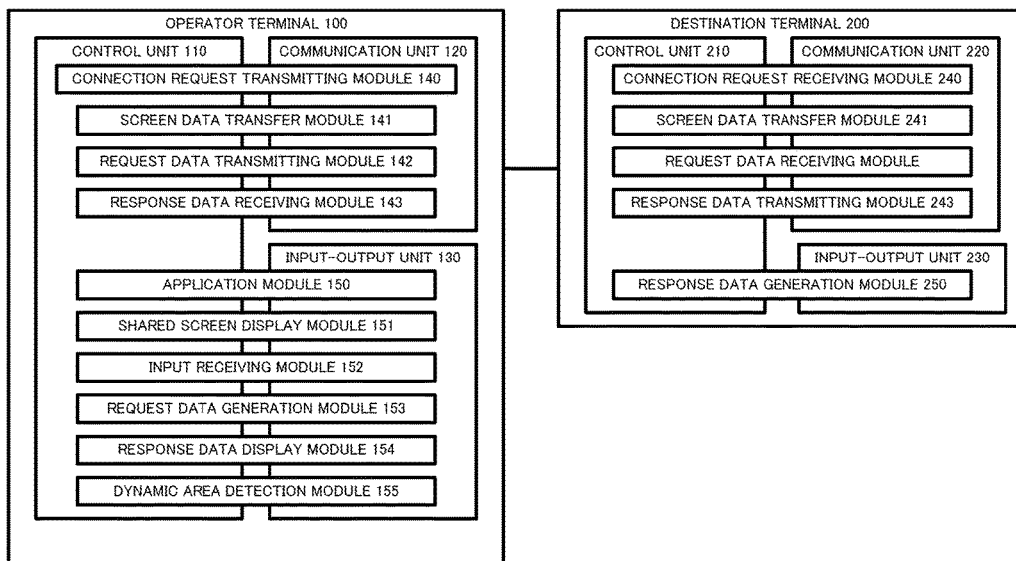 OPERATOR TERMINAL 100
CONTROL UNIT 110
COMMUNICATION UNIT 120
CONNECTION REQUEST TRANSMITTING MODULE 140
SCREEN DATA TRANSFER MODULE 141
REQUEST DATA TRANSMITTING MODULE 142
RESPONSE DATA RECEIVING MODULE 143
INPUT-OUTPUT UNIT 130
APPLICATION MODULE 150
SHARED SCREEN DISPLAY MODULE 151
INPUT RECEIVING MODULE 152
REQUEST DATA GENERATION MODULE 153
RESPONSE DATA DISPLAY MODULE 154
DYNAMIC AREA DETECTION MODULE 155
DESTINATION TERMINAL 200
CONTROL UNIT 210
COMMUNICATION UNIT 220
CONNECTION REQUEST RECEIVING MODULE 240
SCREEN DATA TRANSFER MODULE 241
REQUEST DATA RECEIVING MODULE
RESPONSE DATA TRANSMITTING MODULE 243
INPUT-OUTPUT UNIT 230
RESPONSE DATA GENERATION MODULE 250